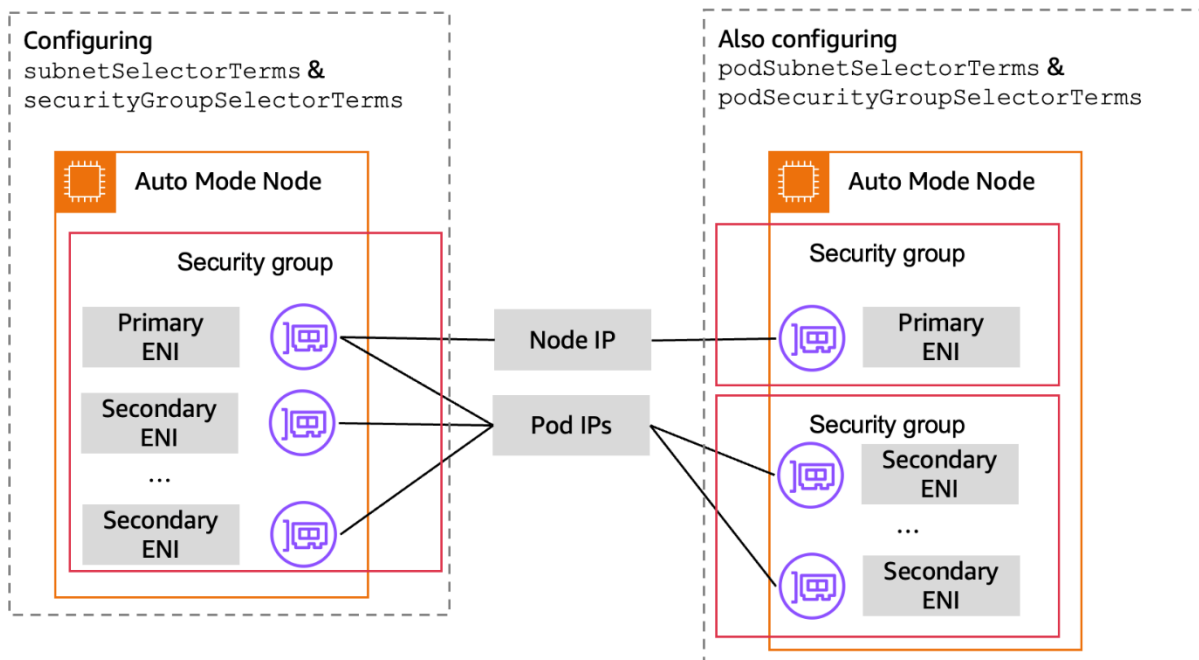 Configuring
subnetSelectorTerms &
securityGroupSelectorTerms
Auto Mode Node
Security group
Primary
ENI
Secondary
ENI
...
Secondary
ENI
Node IP
Pod IPs
Also configuring
podSubnetSelectorTerms &
podSecurityGroupSelectorTerms
Auto Mode Node
Security group
Primary
ENI
Security group
Secondary
ENI
...
Secondary
ENI